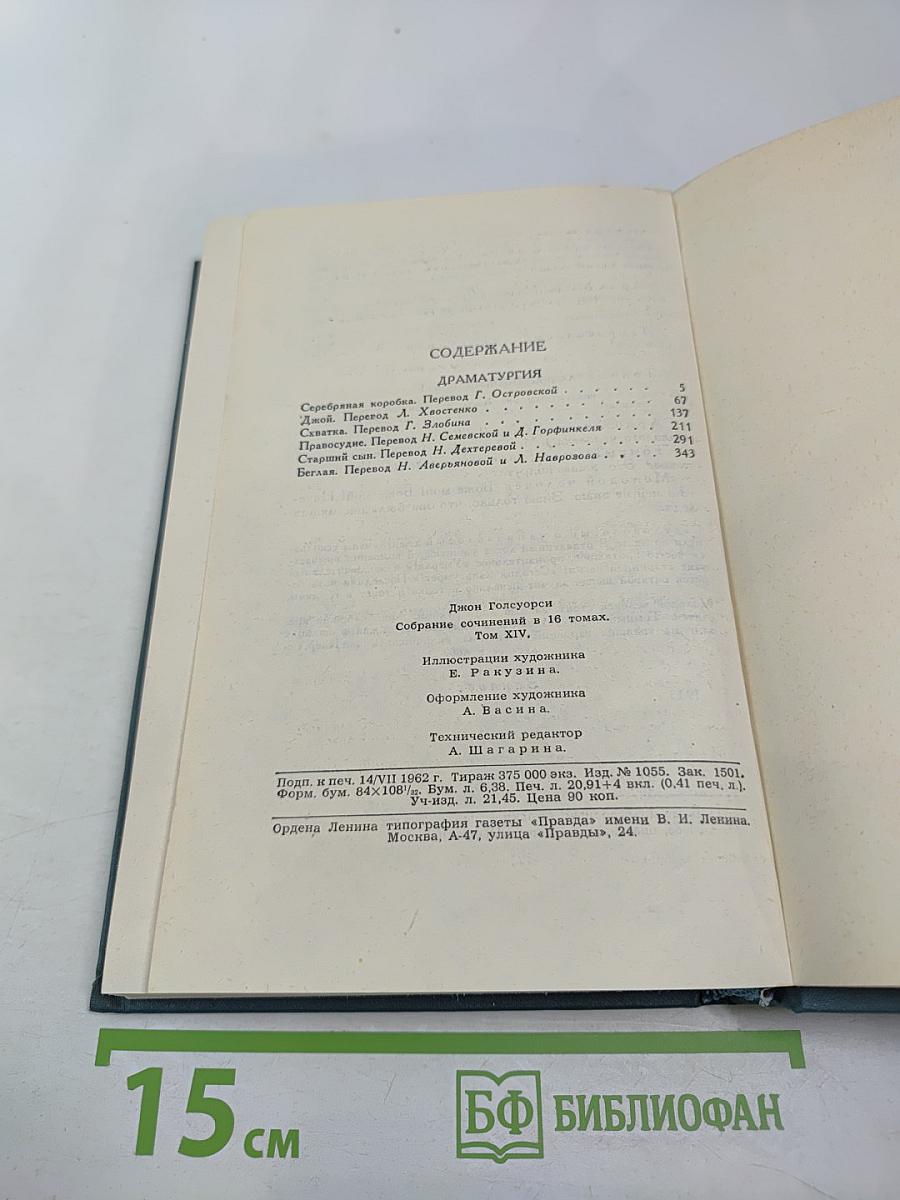 СОДЕРЖАНИЕ
ДРАМАТУРГИЯ
Серебряная коробка. Перевод Г. Островской . . . . . . 5
Джой. Перевод Л. Хвостенко . . . . . . . . . . 67
Схватка. Перевод Г. Злобина . . . . . . . . . . 137
Правосудие. Перевод Н. Семевской и Д. Горфинкеля . . . 211
Старший сын. Перевод Н. Дехтеревой . . . . . . . . 291
Беглая. Перевод Н. Аверьяновой и Л. Наврозова . . . . 343
Джон Голсуорси
Собрание сочинений в 16 томах.
Том XIV.
Иллюстрации художника
Е. Ракузина.
Оформление художника
А. Васина.
Технический редактор
А. Шагарина.
Подп. к печ. 14/VII 1962 г. Тираж 375 000 экз. Изд. № 1055. Зак. 1501.
Форм. бум. 84×108¹/₃₂. Бум. л. 6,38. Печ. л. 20,91+4 вкл. (0,41 печ. л.).
Уч-изд. л. 21,45. Цена 90 коп.
Ордена Ленина типография газеты «Правда» имени В. И. Ленина.
Москва, А-47, улица «Правды», 24.
15 см
БФ БИБЛИОФАН